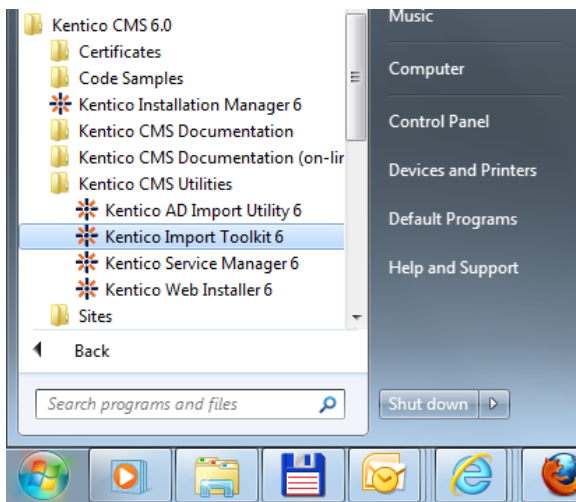 Kentico CMS 6.0
Certificates
Code Samples
Kentico Installation Manager 6
Kentico CMS Documentation
Kentico CMS Documentation (on-lir
Kentico CMS Utilities
Kentico AD Import Utility 6
Kentico Import Toolkit 6
Kentico Service Manager 6
Kentico Web Installer 6
Sites
Back
Search programs and files
Music
Computer
Control Panel
Devices and Printers
Default Programs
Help and Support
Shut down